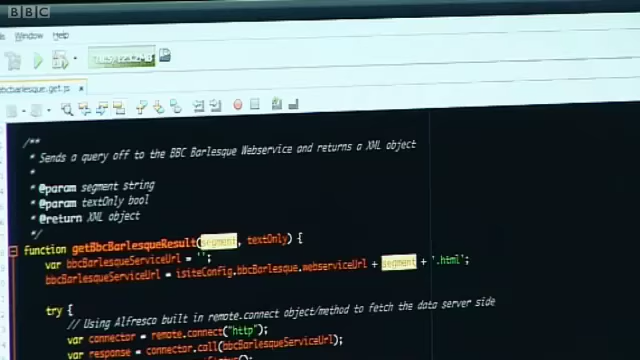 BBC
Window Help
bcbarlesque.get.js
/**
* Sends a query off to the BBC Barlesque Webservice and returns a XML object
*
* @param segment string
* @param textOnly bool
* @return XML object
*/
function getBbcBarlesqueResult(segment, textOnly) {
var bbcBarlesqueServiceUrl = '';
bbcBarlesqueServiceUrl = isiteConfig.bbcBarlesque.webserviceUrl + segment + '.html';
try {
// Using Alfresco built in remote.connect object/method to fetch the data server side
var connector = remote.connect("http");
var response = connector.call(bbcBarlesqueServiceUrl);